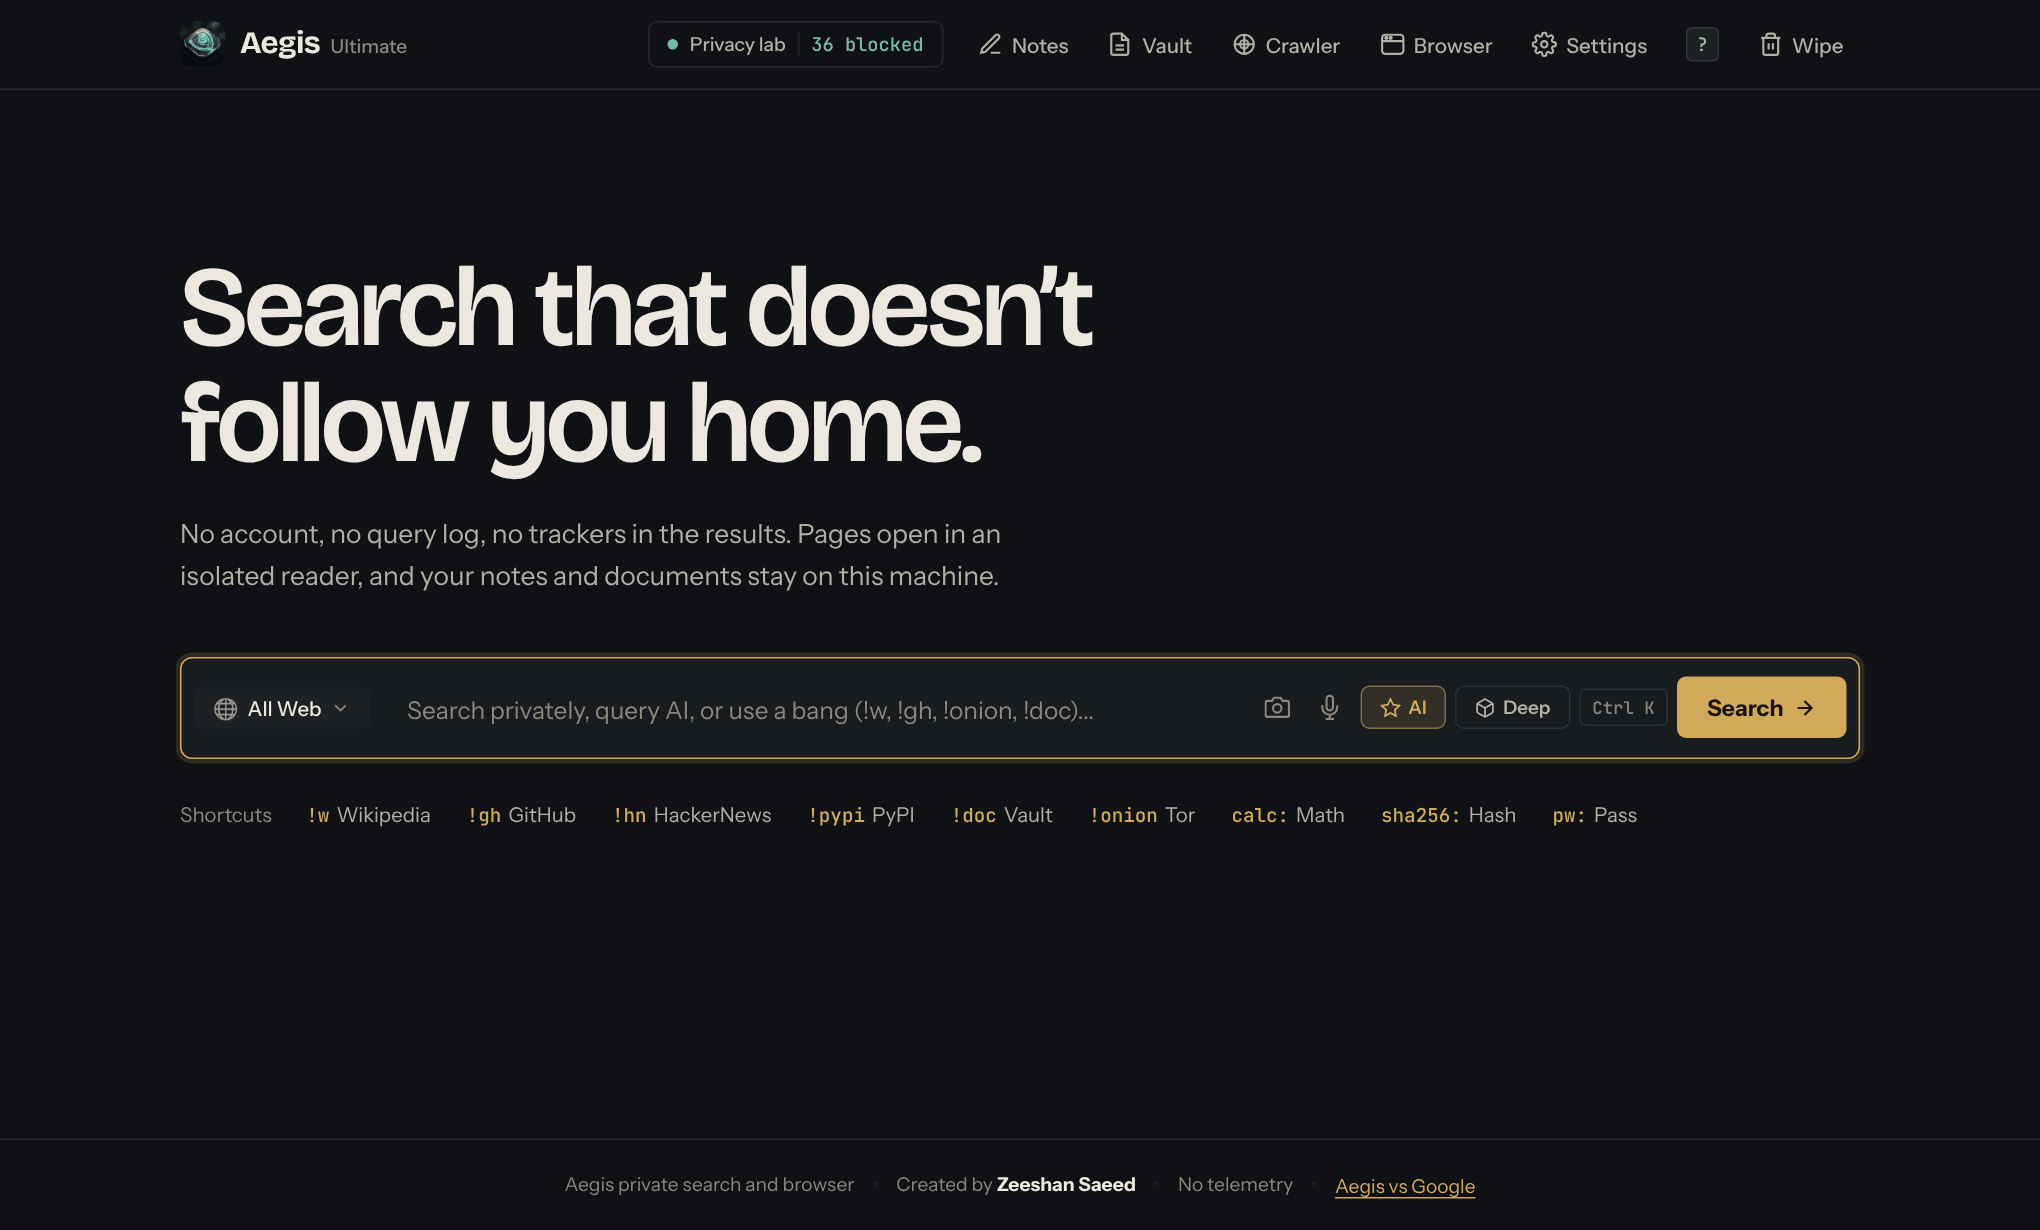 Aegis Ultimate
Privacy lab 36 blocked
Notes
Vault
Crawler
Browser
Settings
?
Wipe
Search that doesn’t
follow you home.
No account, no query log, no trackers in the results. Pages open in an
isolated reader, and your notes and documents stay on this machine.
All Web
Search privately, query AI, or use a bang (!w, !gh, !onion, !doc)...
AI
Deep
Ctrl K
Search →
Shortcuts !w Wikipedia !gh GitHub !hn HackerNews !pypi PyPI !doc Vault !onion Tor calc: Math sha256: Hash pw: Pass
Aegis private search and browser · Created by Zeeshan Saeed · No telemetry · Aegis vs Google